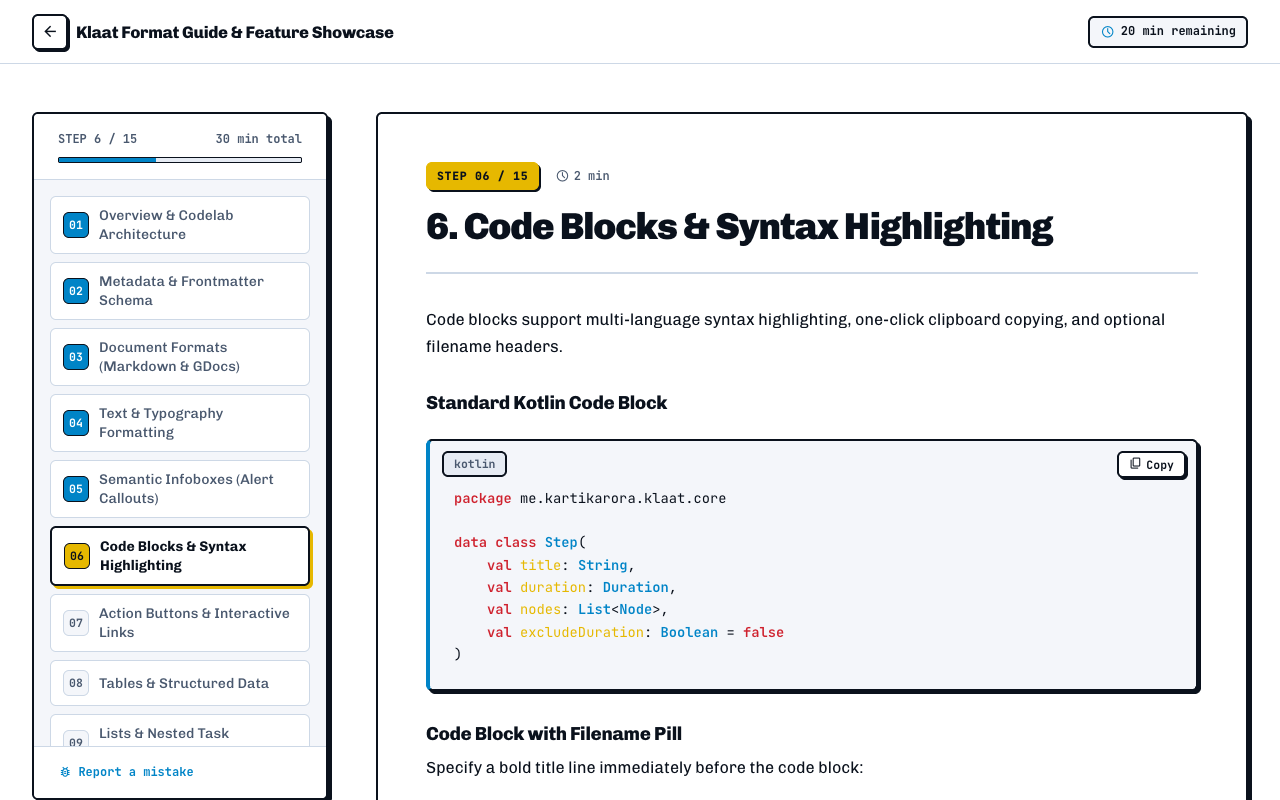 Klaat Format Guide & Feature Showcase
20 min remaining
STEP 6 / 15
30 min total
01
Overview & Codelab
Architecture
02
Metadata & Frontmatter
Schema
03
Document Formats
(Markdown & GDocs)
04
Text & Typography
Formatting
05
Semantic Infoboxes (Alert
Callouts)
06
Code Blocks & Syntax
Highlighting
07
Action Buttons & Interactive
Links
08
Tables & Structured Data
09
Lists & Nested Task
Report a mistake
STEP 06 / 15
2 min
6. Code Blocks & Syntax Highlighting
Code blocks support multi-language syntax highlighting, one-click clipboard copying, and optional
filename headers.
Standard Kotlin Code Block
kotlin
Copy
package me.kartikarora.klaat.core
data class Step(
    val title: String,
    val duration: Duration,
    val nodes: List<Node>,
    val excludeDuration: Boolean = false
)
Code Block with Filename Pill
Specify a bold title line immediately before the code block: